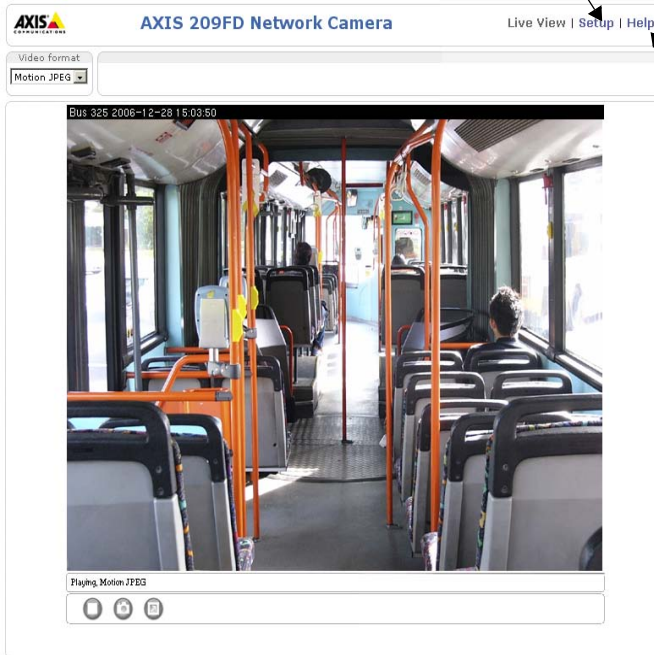 AXIS
COMMUNICATIONS
AXIS 209FD Network Camera
Live View | Setup | Help
Video format
Motion JPEG
Bus 325 2006-12-28 15:03:50
Playing, Motion JPEG